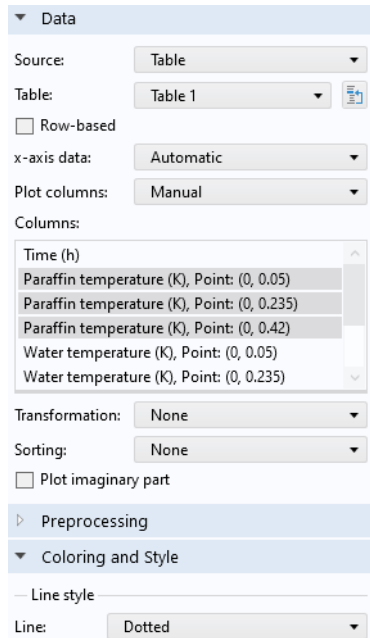 Data
Source: Table
Table: Table 1
Row-based
x-axis data: Automatic
Plot columns: Manual
Columns:
Time (h)
Paraffin temperature (K), Point: (0, 0.05)
Paraffin temperature (K), Point: (0, 0.235)
Paraffin temperature (K), Point: (0, 0.42)
Water temperature (K), Point: (0, 0.05)
Water temperature (K), Point: (0, 0.235)
Transformation: None
Sorting: None
Plot imaginary part
Preprocessing
Coloring and Style
Line style
Line: Dotted